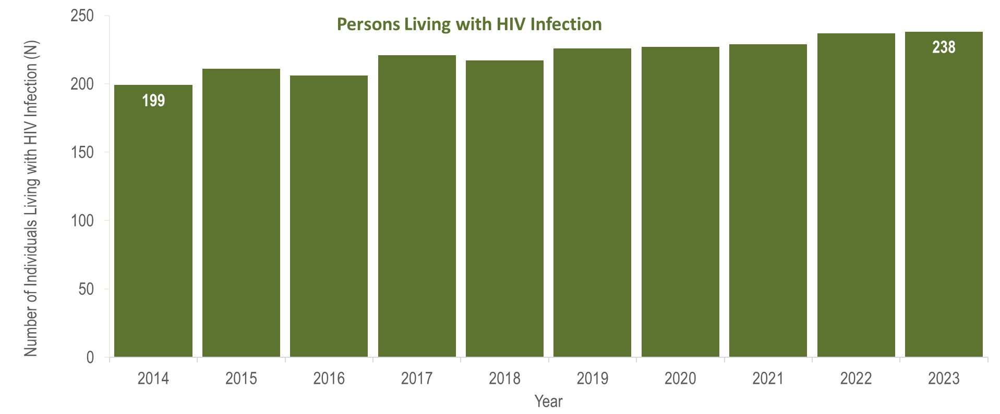 Persons Living with HIV Infection
Number of Individuals Living with HIV Infection (N)
250
200
150
100
50
0
199
238
2014 2015 2016 2017 2018 2019 2020 2021 2022 2023
Year